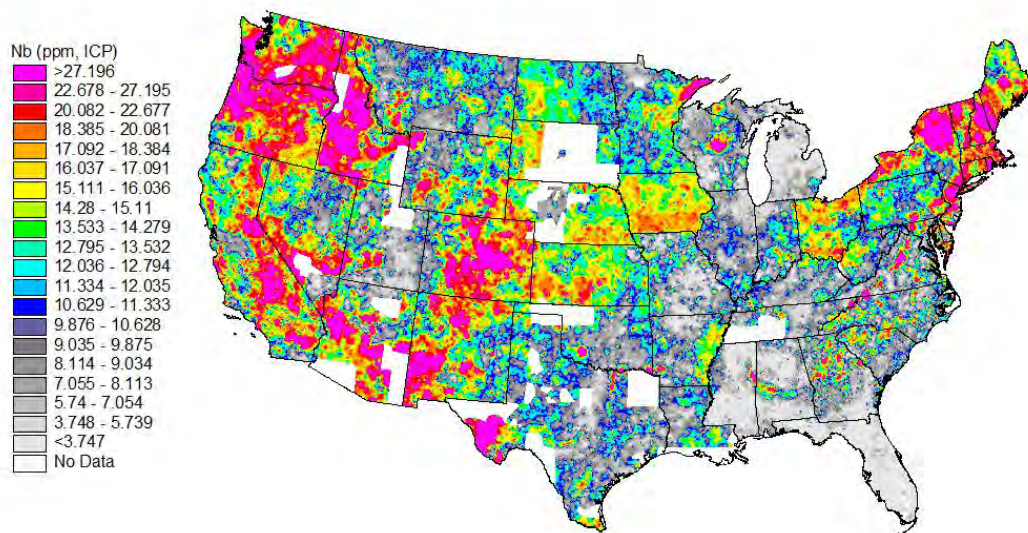 Nb (ppm, ICP)
>27.196
22.678 - 27.195
20.082 - 22.677
18.385 - 20.081
17.092 - 18.384
16.037 - 17.091
15.111 - 16.036
14.28 - 15.11
13.533 - 14.279
12.795 - 13.532
12.036 - 12.794
11.334 - 12.035
10.629 - 11.333
9.876 - 10.628
9.035 - 9.875
8.114 - 9.034
7.055 - 8.113
5.74 - 7.054
3.748 - 5.739
<3.747
No Data